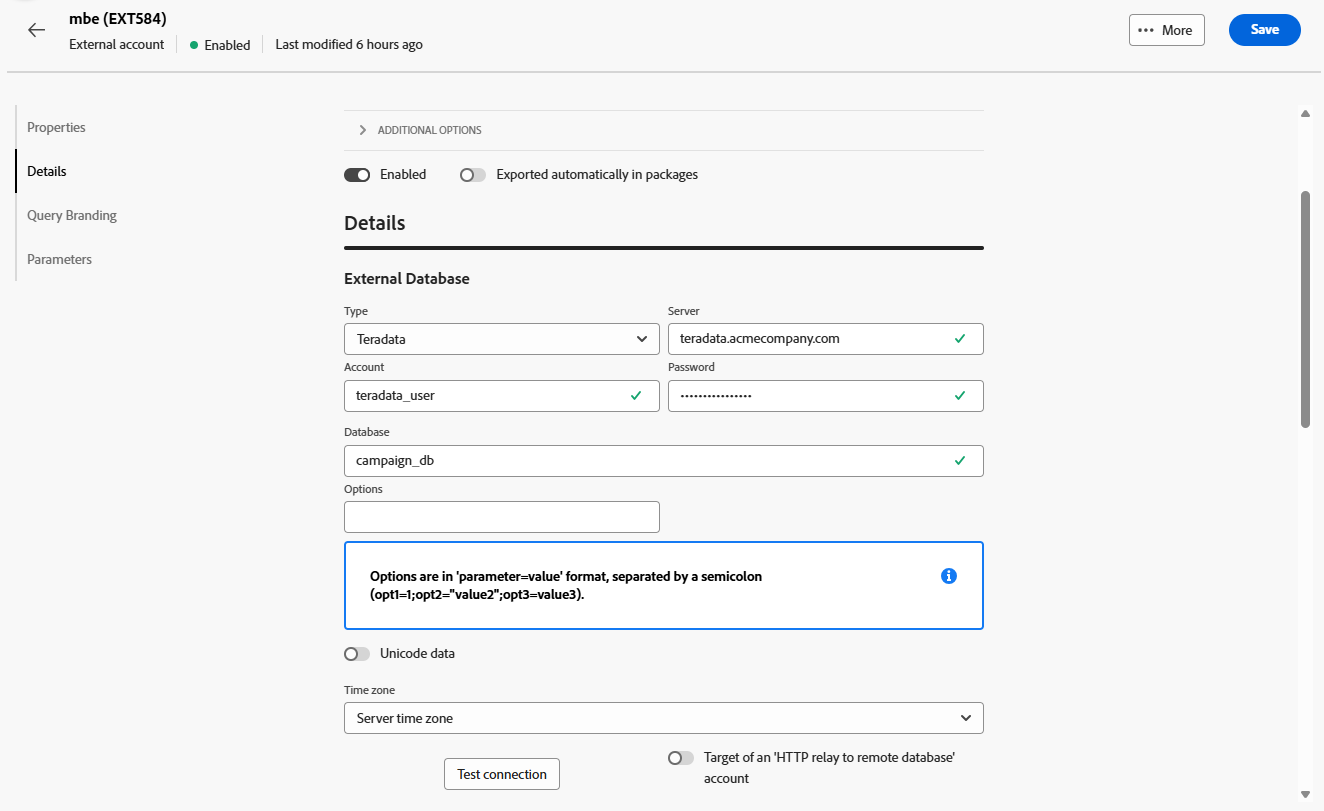 mbe (EXT584)
External account
Enabled
Last modified 6 hours ago
More
Save
Properties
Details
Query Branding
Parameters
ADDITIONAL OPTIONS
Enabled
Exported automatically in packages
Details
External Database
Type
Server
Teradata
teradata.acmecompany.com
Account
Password
teradata_user
••••••••••••••••
Database
campaign_db
Options
Options are in 'parameter=value' format, separated by a semicolon
(opt1=1;opt2="value2";opt3=value3).
Unicode data
Time zone
Server time zone
Test connection
Target of an 'HTTP relay to remote database'
account